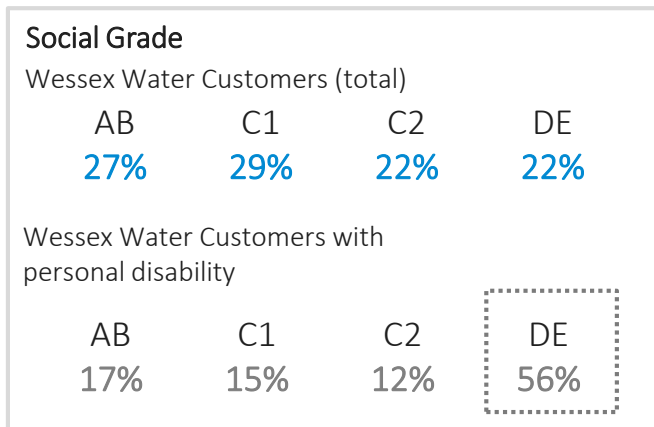 Social Grade
Wessex Water Customers (total)
AB C1 C2 DE
27% 29% 22% 22%
Wessex Water Customers with
personal disability
AB C1 C2 DE
17% 15% 12% 56%